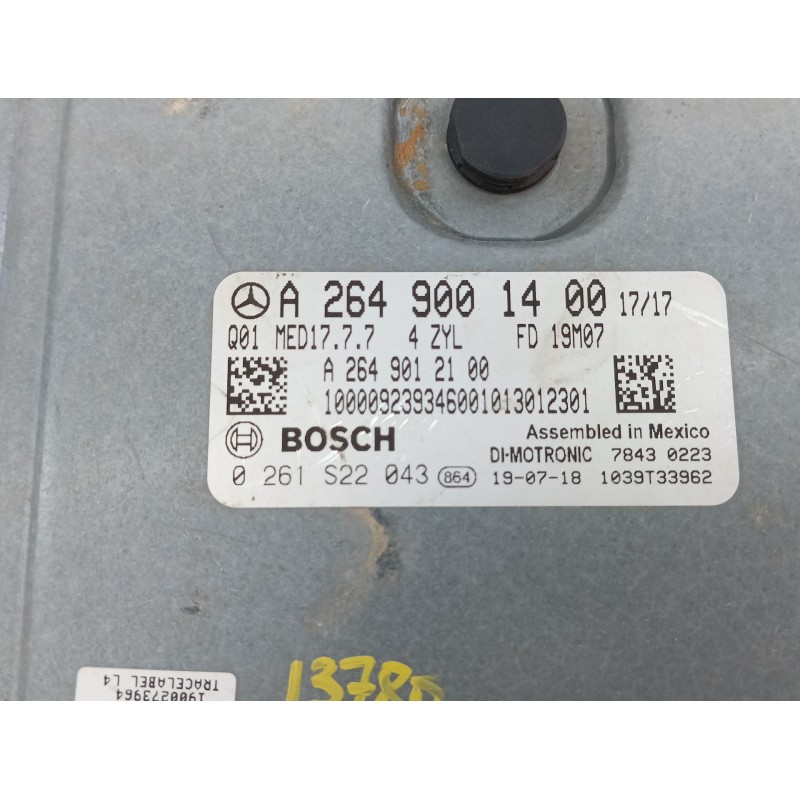 A 264 900 14 00 17/17
Q01 MED17.7.7 4 ZYL FD 19M07
A 264 901 21 00
100009239346001013012301
BOSCH
Assembled in Mexico
DI-MOTRONIC 7843 0223
0 261 S22 043 864 19-07-18 1039T33962
13780
TRACELABEL L4
1900273964